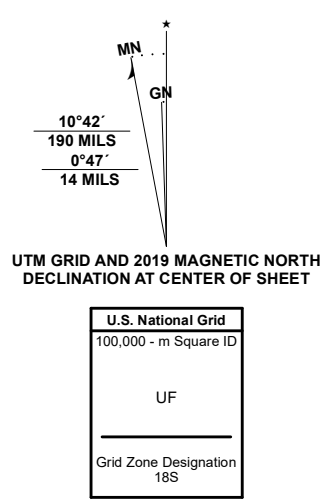 MN
GN
10°42´
190 MILS
0°47´
14 MILS
UTM GRID AND 2019 MAGNETIC NORTH
DECLINATION AT CENTER OF SHEET
U.S. National Grid
100,000 - m Square ID
UF
Grid Zone Designation
18S